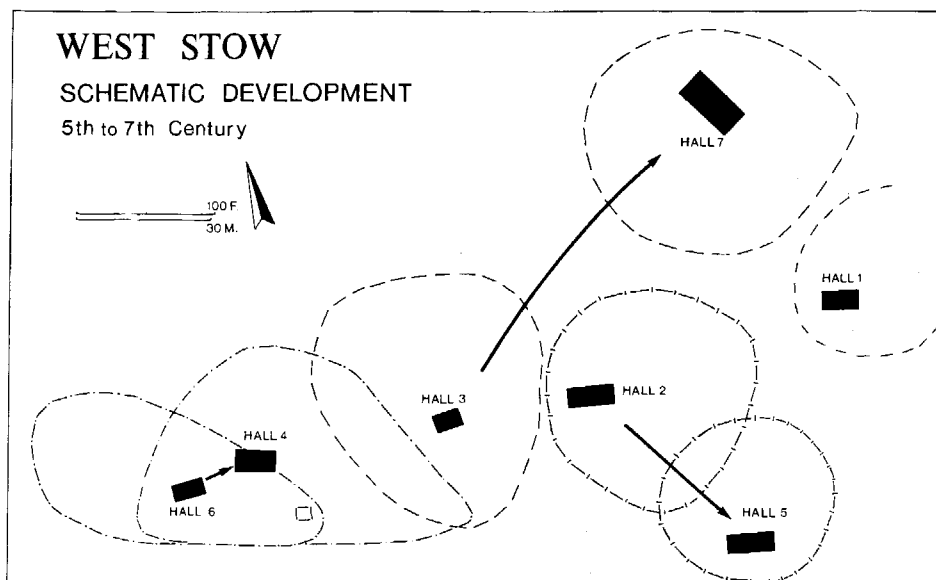 WEST STOW
SCHEMATIC DEVELOPMENT
5th to 7th Century
100 F.
30 M.
HALL 7
HALL 1
HALL 3
HALL 2
HALL 4
HALL 6
HALL 5